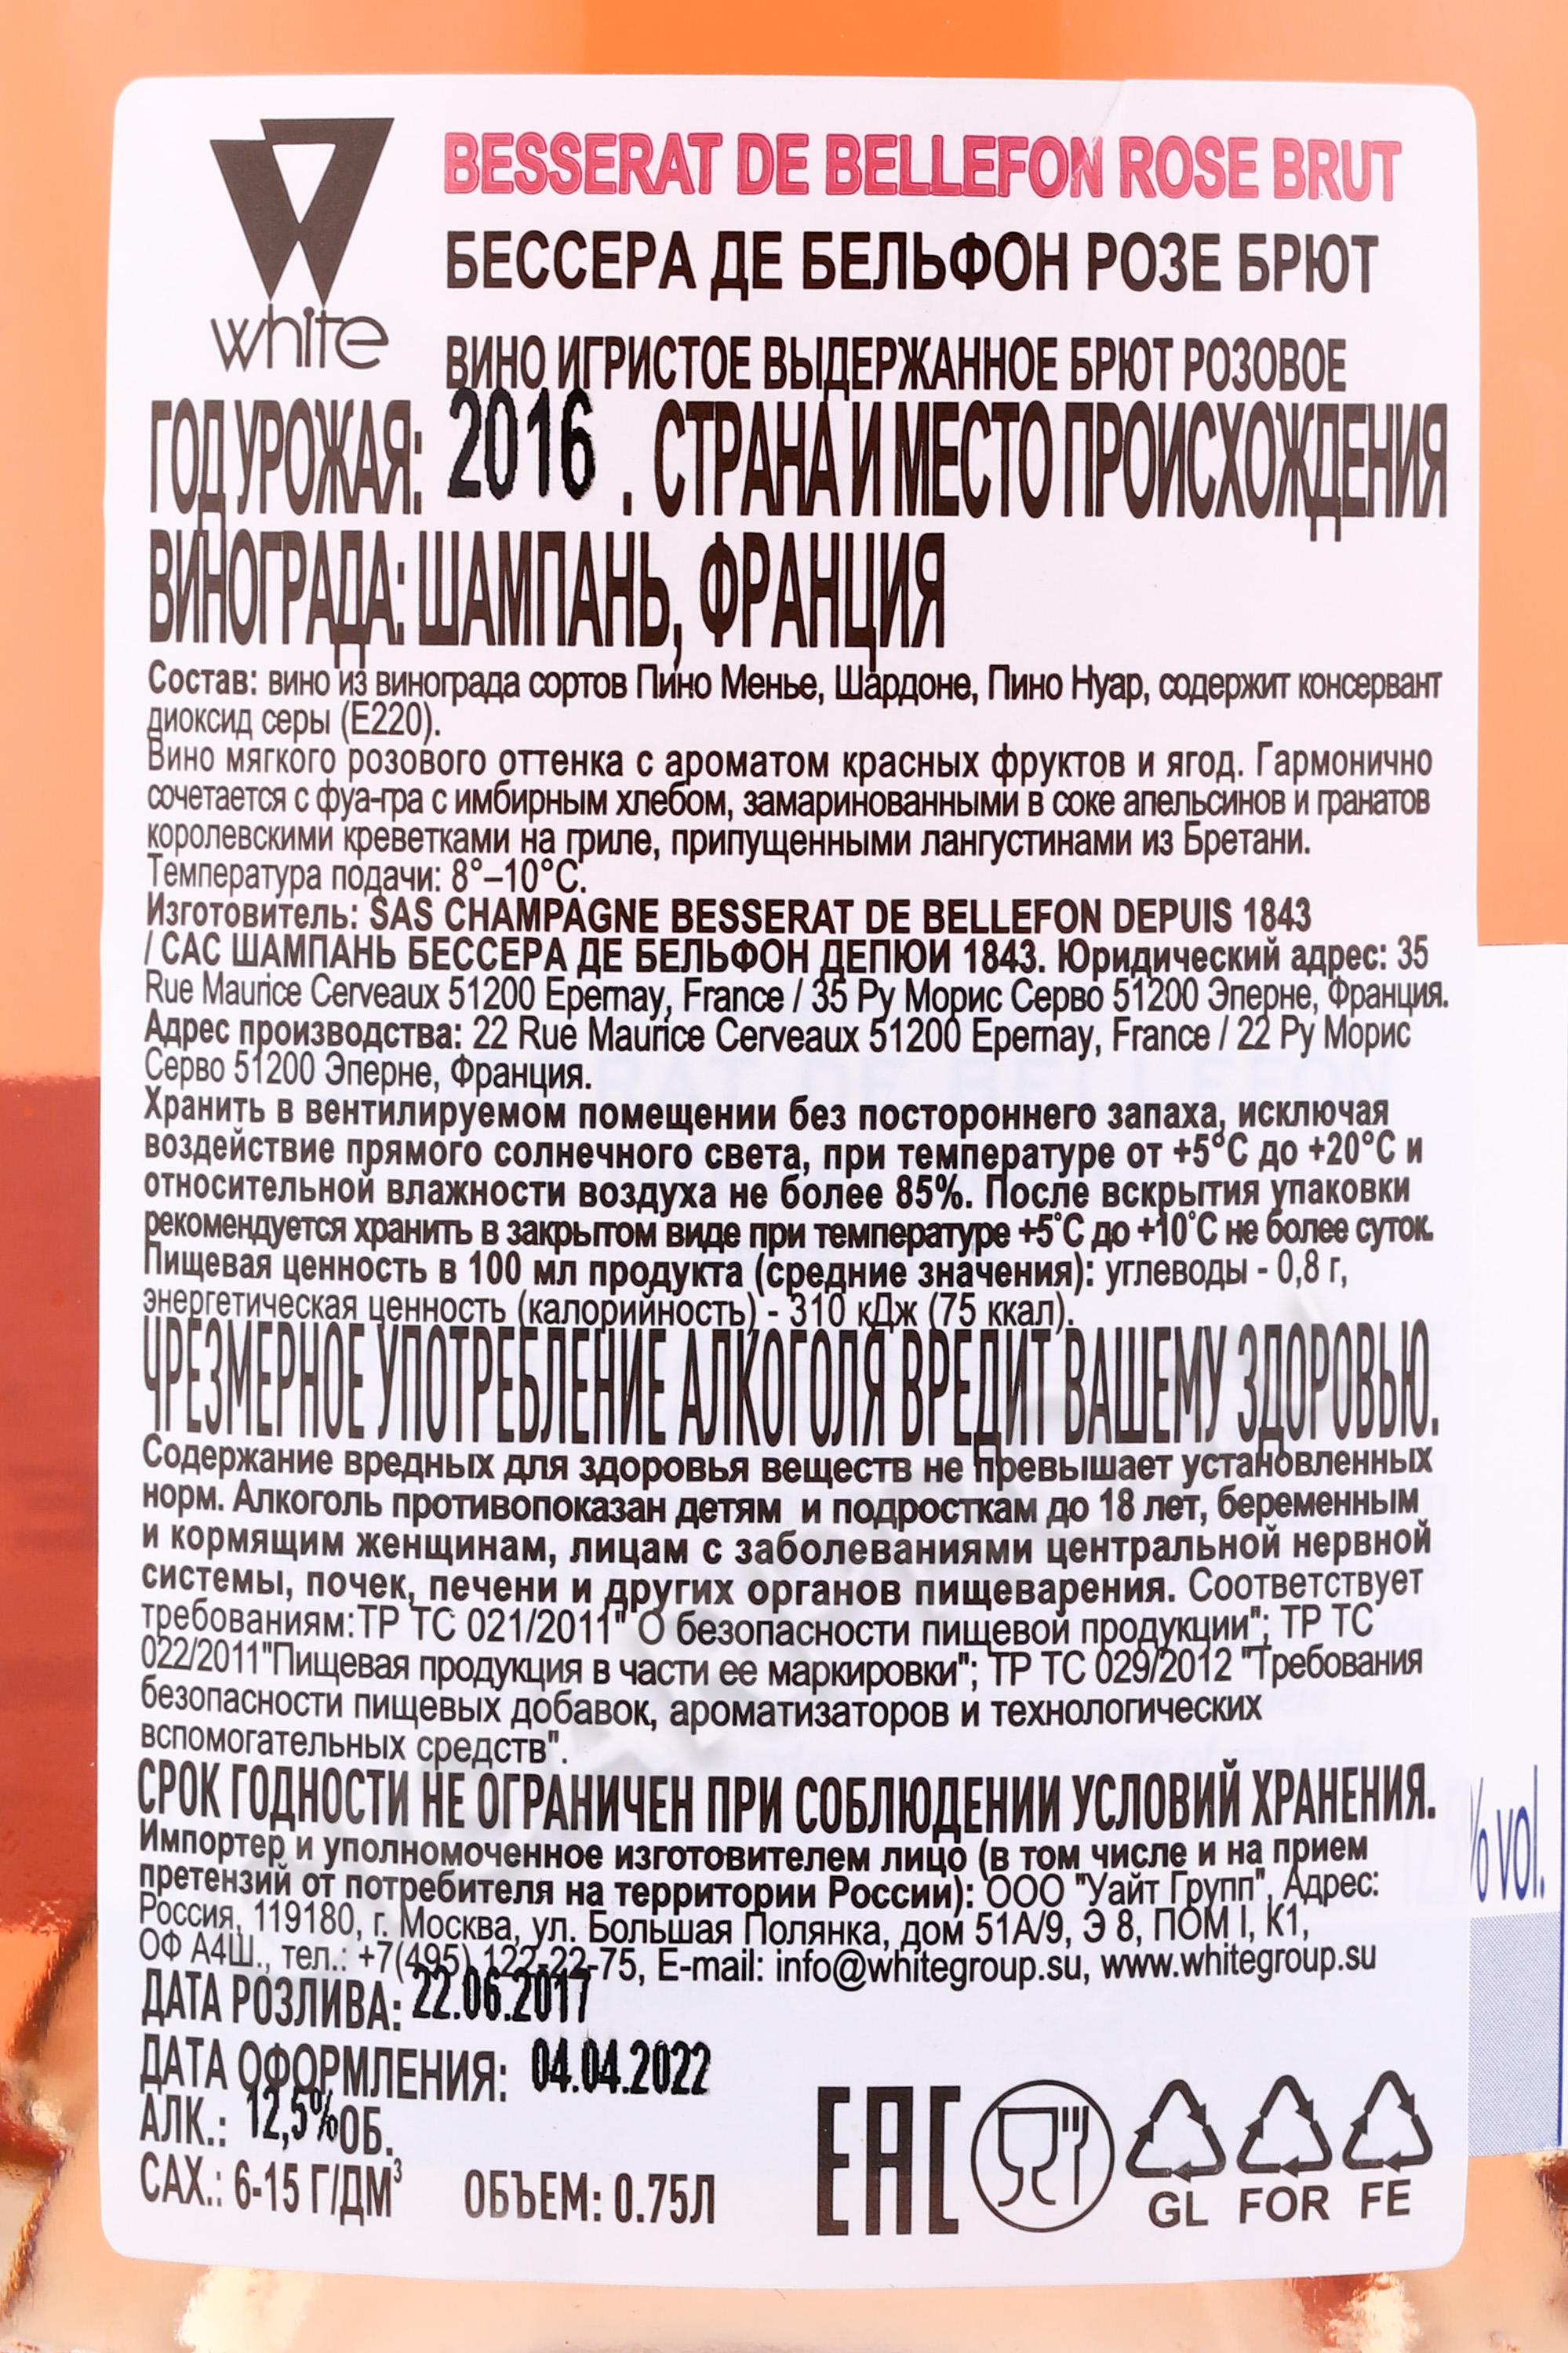 BESSERAT DE BELLEFON ROSE BRUT
БЕССЕРА ДЕ БЕЛЬФОН РОЗЕ БРЮТ
white
ВИНО ИГРИСТОЕ ВЫДЕРЖАННОЕ БРЮТ РОЗОВОЕ
ГОД УРОЖАЯ: 2016 . СТРАНА И МЕСТО ПРОИСХОЖДЕНИЯ
ВИНОГРАДА: ШАМПАНЬ, ФРАНЦИЯ
Состав: вино из винограда сортов Пино Менье, Шардоне, Пино Нуар, содержит консервант
диоксид серы (Е220).
Вино мягкого розового оттенка с ароматом красных фруктов и ягод. Гармонично
сочетается с фуа-гра с имбирным хлебом, замаринованными в соке апельсинов и гранатов
королевскими креветками на гриле, припущенными лангустинами из Бретани.
Температура подачи: 8°–10°С.
Изготовитель: SAS CHAMPAGNE BESSERAT DE BELLEFON DEPUIS 1843
/ САС ШАМПАНЬ БЕССЕРА ДЕ БЕЛЬФОН ДЕПЮИ 1843. Юридический адрес: 35
Rue Maurice Cerveaux 51200 Epernay, France / 35 Ру Морис Серво 51200 Эперне, Франция.
Адрес производства: 22 Rue Maurice Cerveaux 51200 Epernay, France / 22 Ру Морис
Серво 51200 Эперне, Франция.
Хранить в вентилируемом помещении без постороннего запаха, исключая
воздействие прямого солнечного света, при температуре от +5°С до +20°С и
относительной влажности воздуха не более 85%. После вскрытия упаковки
рекомендуется хранить в закрытом виде при температуре +5°С до +10°С не более суток.
Пищевая ценность в 100 мл продукта (средние значения): углеводы - 0,8 г,
энергетическая ценность (калорийность) - 310 кДж (75 ккал).
ЧРЕЗМЕРНОЕ УПОТРЕБЛЕНИЕ АЛКОГОЛЯ ВРЕДИТ ВАШЕМУ ЗДОРОВЬЮ.
Содержание вредных для здоровья веществ не превышает установленных
норм. Алкоголь противопоказан детям и подросткам до 18 лет, беременным
и кормящим женщинам, лицам с заболеваниями центральной нервной
системы, почек, печени и других органов пищеварения. Соответствует
требованиям:ТР ТС 021/2011" О безопасности пищевой продукции"; ТР ТС
022/2011"Пищевая продукция в части ее маркировки"; ТР ТС 029/2012 "Требования
безопасности пищевых добавок, ароматизаторов и технологических
вспомогательных средств".
СРОК ГОДНОСТИ НЕ ОГРАНИЧЕН ПРИ СОБЛЮДЕНИИ УСЛОВИЙ ХРАНЕНИЯ.
Импортер и уполномоченное изготовителем лицо (в том числе и на прием
претензий от потребителя на территории России): ООО "Уайт Групп", Адрес:
Россия, 119180, г. Москва, ул. Большая Полянка, дом 51А/9, Э 8, ПОМ I, К1,
ОФ А4Ш., тел.: +7(495) 122-22-75, E-mail: info@whitegroup.su, www.whitegroup.su
ДАТА РОЗЛИВА: 22.06.2017
ДАТА ОФОРМЛЕНИЯ: 04.04.2022
АЛК.: 12,5%ОБ.
САХ.: 6-15 Г/ДМ³ ОБЪЕМ: 0.75Л
ЕАС
GL FOR FE
% vol.